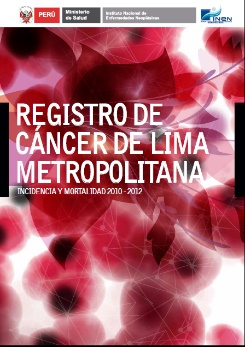 PERÚ
Ministerio
de Salud
Instituto Nacional de
Enfermedades Neoplásicas
inen
REGISTRO DE
CÁNCER DE LIMA
METROPOLITANA
INCIDENCIA Y MORTALIDAD 2010 - 2012